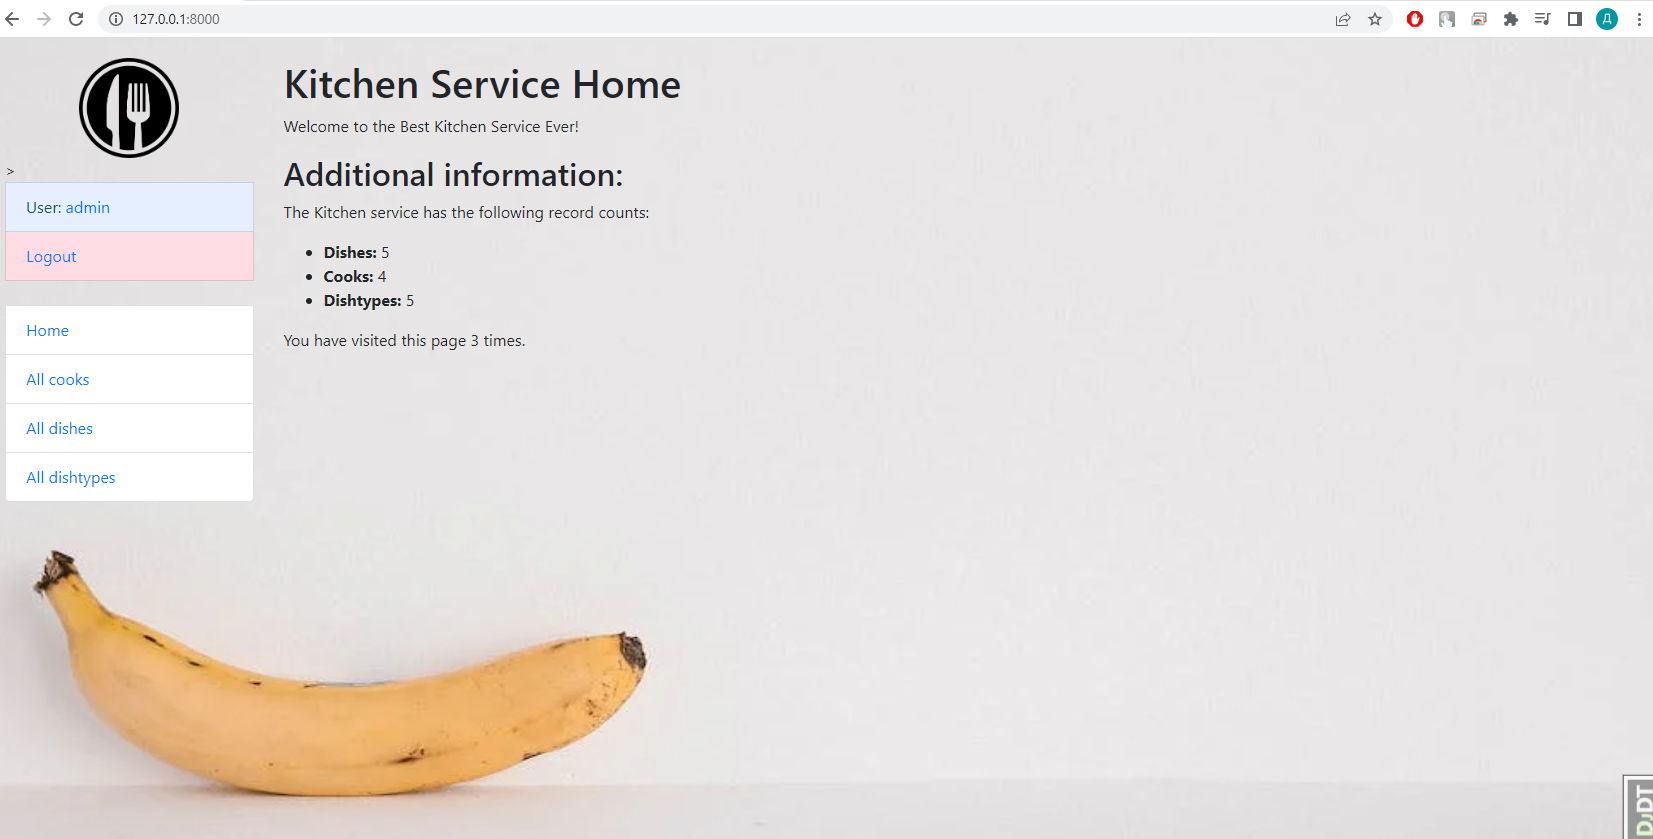 127.0.0.1:8000
Д
Kitchen Service Home
Welcome to the Best Kitchen Service Ever!
>
Additional information:
User: admin
The Kitchen service has the following record counts:
Logout
Dishes: 5
Cooks: 4
Dishtypes: 5
Home
You have visited this page 3 times.
All cooks
All dishes
All dishtypes
DJDT